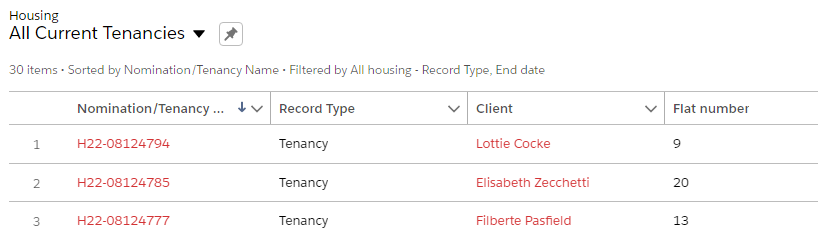 Housing
All Current Tenancies
30 items • Sorted by Nomination/Tenancy Name • Filtered by All housing - Record Type, End date
Nomination/Tenancy ... Record Type Client Flat number
1 H22-08124794 Tenancy Lottie Cocke 9
2 H22-08124785 Tenancy Elisabeth Zecchetti 20
3 H22-08124777 Tenancy Filberte Pasfield 13